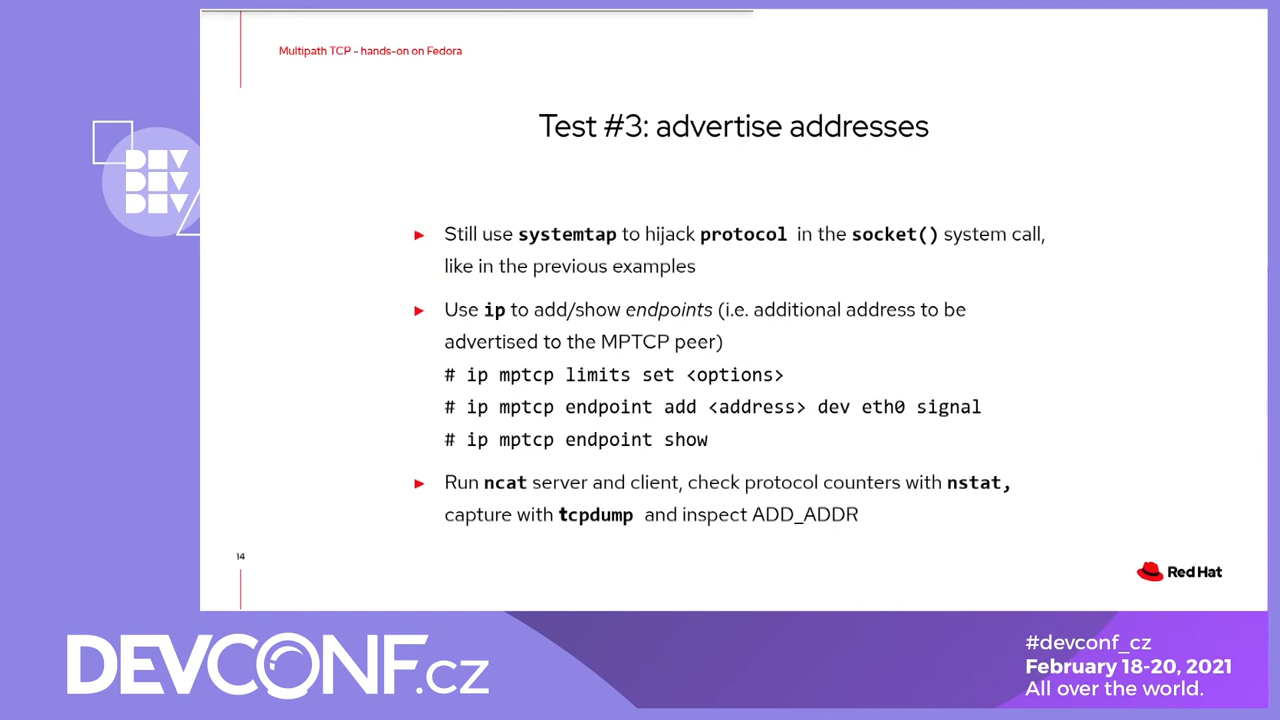 Multipath TCP - hands-on on Fedora
Test #3: advertise addresses
DEV
DEV
DEV
► Still use systemtap to hijack protocol in the socket() system call,
like in the previous examples
► Use ip to add/show endpoints (i.e. additional address to be
advertised to the MPTCP peer)
# ip mptcp limits set <options>
# ip mptcp endpoint add <address> dev eth0 signal
# ip mptcp endpoint show
► Run ncat server and client, check protocol counters with nstat,
capture with tcpdump and inspect ADD_ADDR
14
Red Hat
DEVCONF.cz
#devconf_cz
February 18-20, 2021
All over the world.